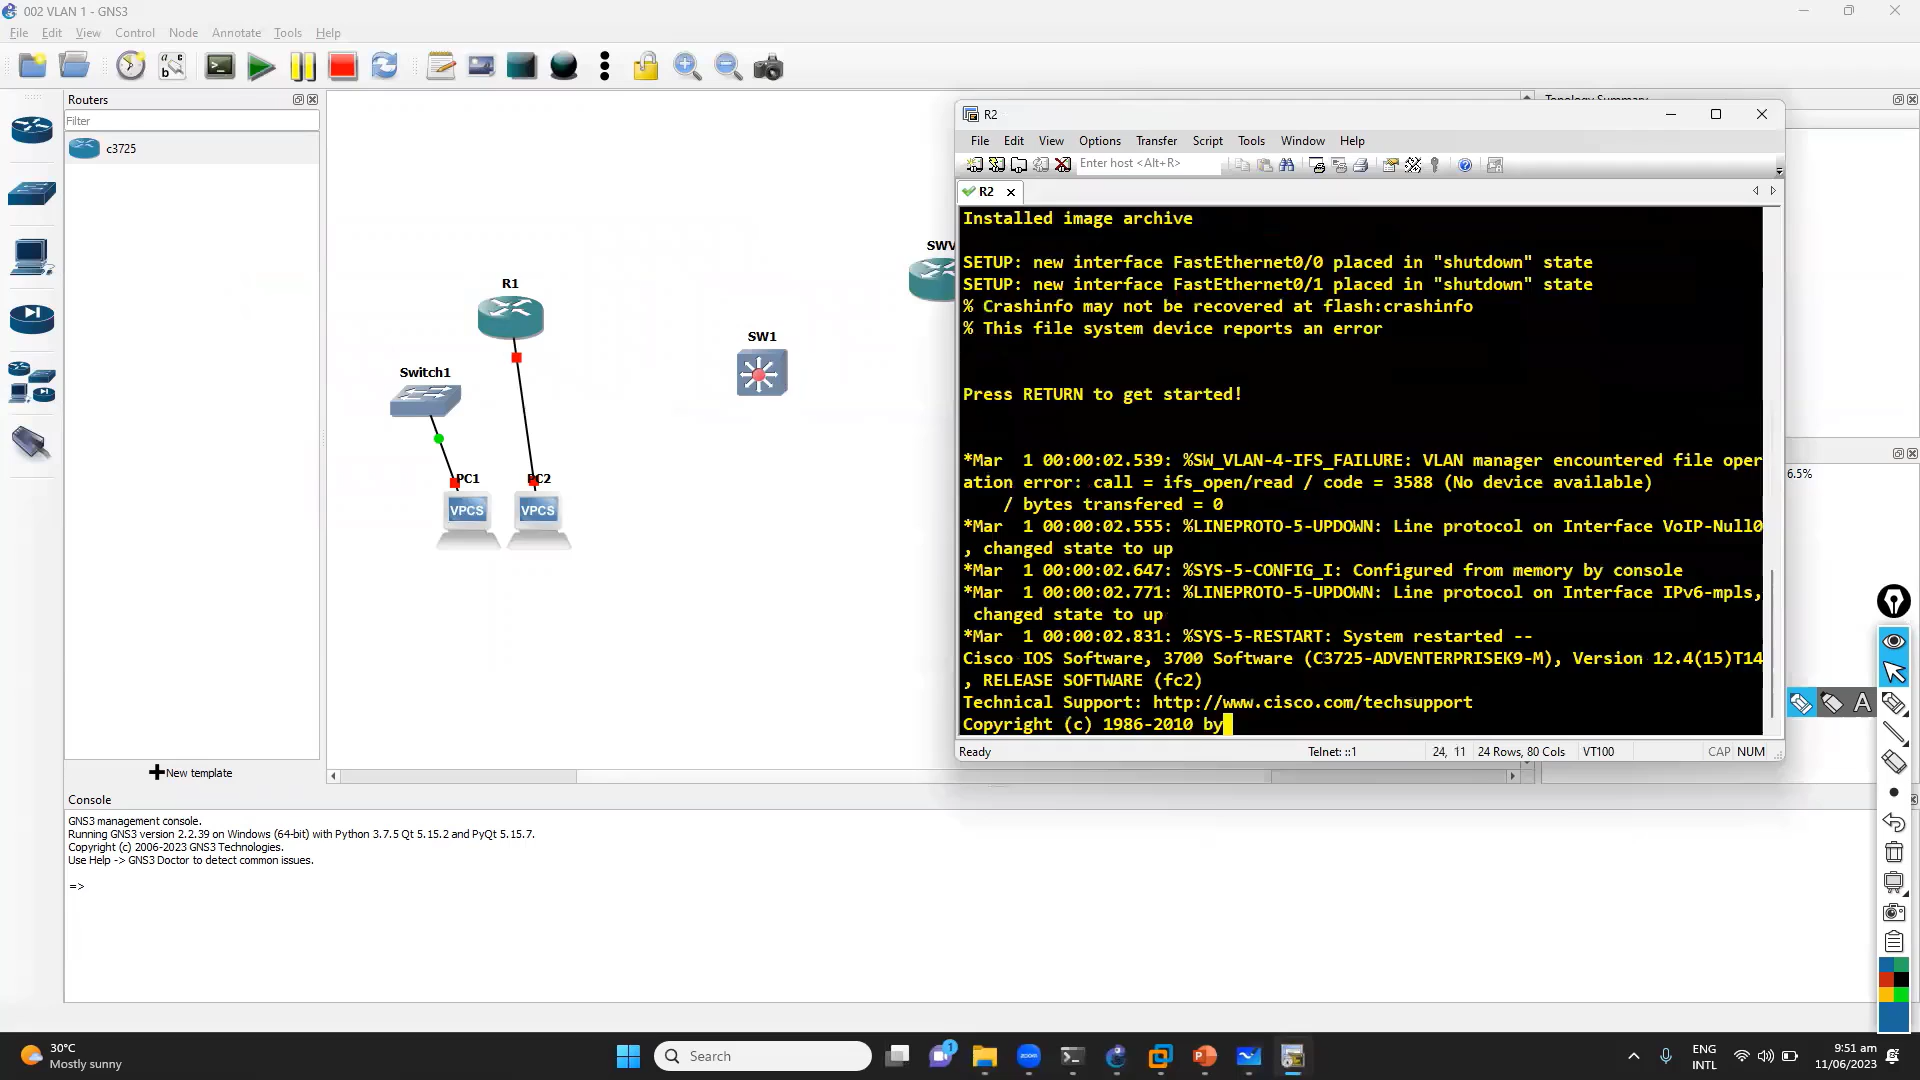 002 VLAN 1 - GNS3
File Edit View Control Node Annotate Tools Help
Routers
Filter
c3725
New template
R1
Switch1
PC1
PC2
VPCS
VPCS
SW1
SWV
Topology Summary
6.5%
R2
File Edit View Options Transfer Script Tools Window Help
Enter host <Alt+R>
R2
Installed image archive
SETUP: new interface FastEthernet0/0 placed in "shutdown" state
SETUP: new interface FastEthernet0/1 placed in "shutdown" state
% Crashinfo may not be recovered at flash:crashinfo
% This file system device reports an error
Press RETURN to get started!
*Mar  1 00:00:02.539: %SW_VLAN-4-IFS_FAILURE: VLAN manager encountered file oper
ation error: call = ifs_open/read / code = 3588 (No device available)
/ bytes transfered = 0
*Mar  1 00:00:02.555: %LINEPROTO-5-UPDOWN: Line protocol on Interface VoIP-Null0
, changed state to up
*Mar  1 00:00:02.647: %SYS-5-CONFIG_I: Configured from memory by console
*Mar  1 00:00:02.771: %LINEPROTO-5-UPDOWN: Line protocol on Interface IPv6-mpls,
changed state to up
*Mar  1 00:00:02.831: %SYS-5-RESTART: System restarted --
Cisco IOS Software, 3700 Software (C3725-ADVENTERPRISEK9-M), Version 12.4(15)T14
, RELEASE SOFTWARE (fc2)
Technical Support: http://www.cisco.com/techsupport
Copyright (c) 1986-2010 by
Ready Telnet: ::1 24, 11 24 Rows, 80 Cols VT100 CAP NUM
A
Console
GNS3 management console.
Running GNS3 version 2.2.39 on Windows (64-bit) with Python 3.7.5 Qt 5.15.2 and PyQt 5.15.7.
Copyright (c) 2006-2023 GNS3 Technologies.
Use Help -> GNS3 Doctor to detect common issues.
=>
30°C
Mostly sunny
Search
1
zoom
ENG
INTL
9:51 am
11/06/2023